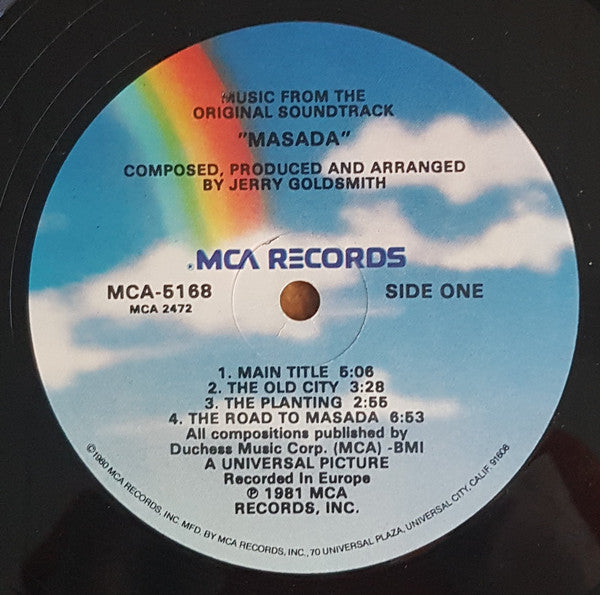 MUSIC FROM THE
ORIGINAL SOUNDTRACK
"MASADA"
COMPOSED, PRODUCED AND ARRANGED
BY JERRY GOLDSMITH
MCA RECORDS
MCA-5168
SIDE ONE
MCA 2472
1. MAIN TITLE 5:06
2. THE OLD CITY 3:28
3. THE PLANTING 2:55
4. THE ROAD TO MASADA 6:53
All compositions published by
Duchess Music Corp. (MCA) -BMI
A UNIVERSAL PICTURE
Recorded In Europe
℗ 1981 MCA
RECORDS, INC.
©1980 MCA RECORDS, INC MFD. BY MCA RECORDS, INC., 70 UNIVERSAL PLAZA, UNIVERSAL CITY, CALIF. 91608